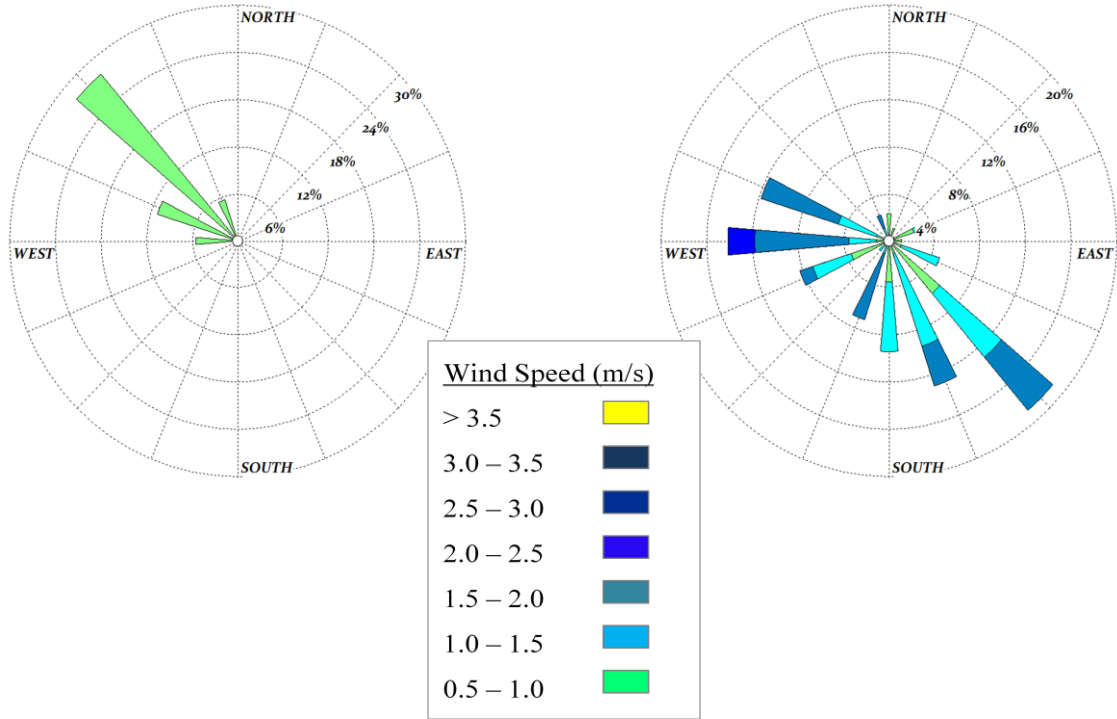 NORTH
30%
24%
18%
12%
6%
WEST
EAST
SOUTH
NORTH
20%
16%
12%
8%
4%
WEST
EAST
SOUTH
Wind Speed (m/s)
> 3.5
3.0 – 3.5
2.5 – 3.0
2.0 – 2.5
1.5 – 2.0
1.0 – 1.5
0.5 – 1.0